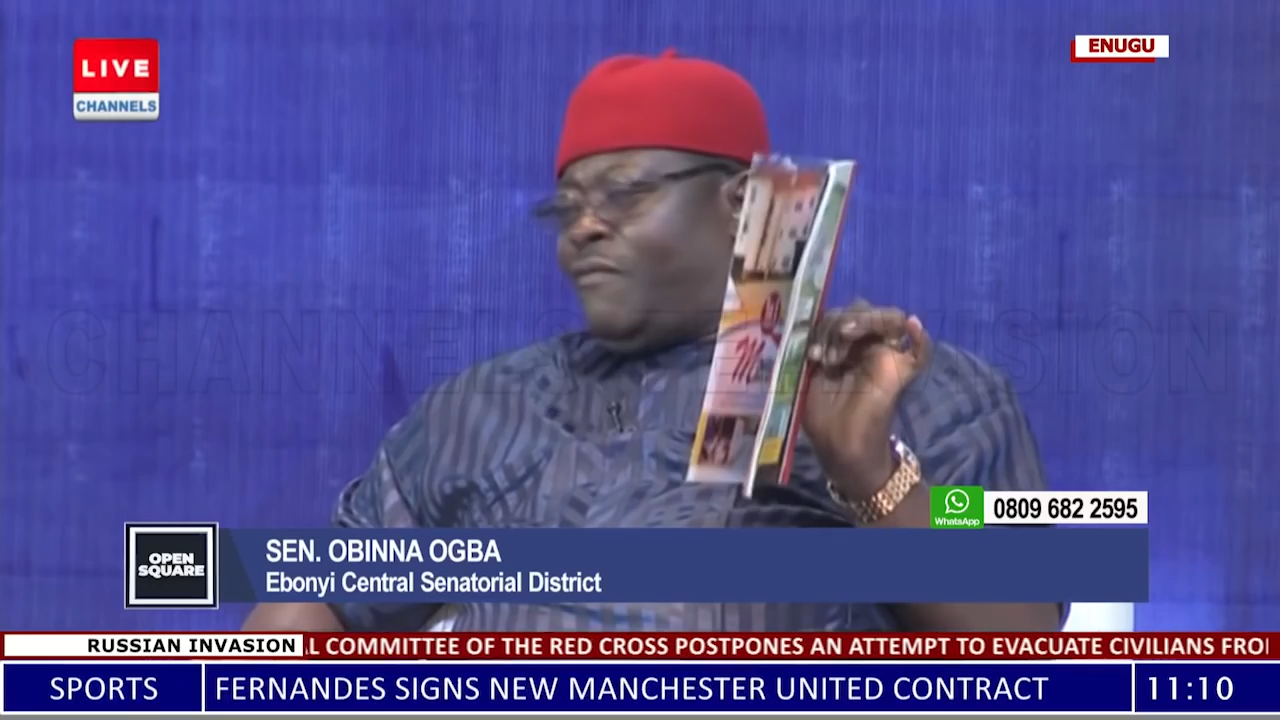 LIVE
CHANNELS
ENUGU
CHANNELS TELEVISION
M
WhatsApp
0809 682 2595
OPEN
SQUARE
SEN. OBINNA OGBA
Ebonyi Central Senatorial District
RUSSIAN INVASION
L COMMITTEE OF THE RED CROSS POSTPONES AN ATTEMPT TO EVACUATE CIVILIANS FRO
SPORTS
FERNANDES SIGNS NEW MANCHESTER UNITED CONTRACT
11:10